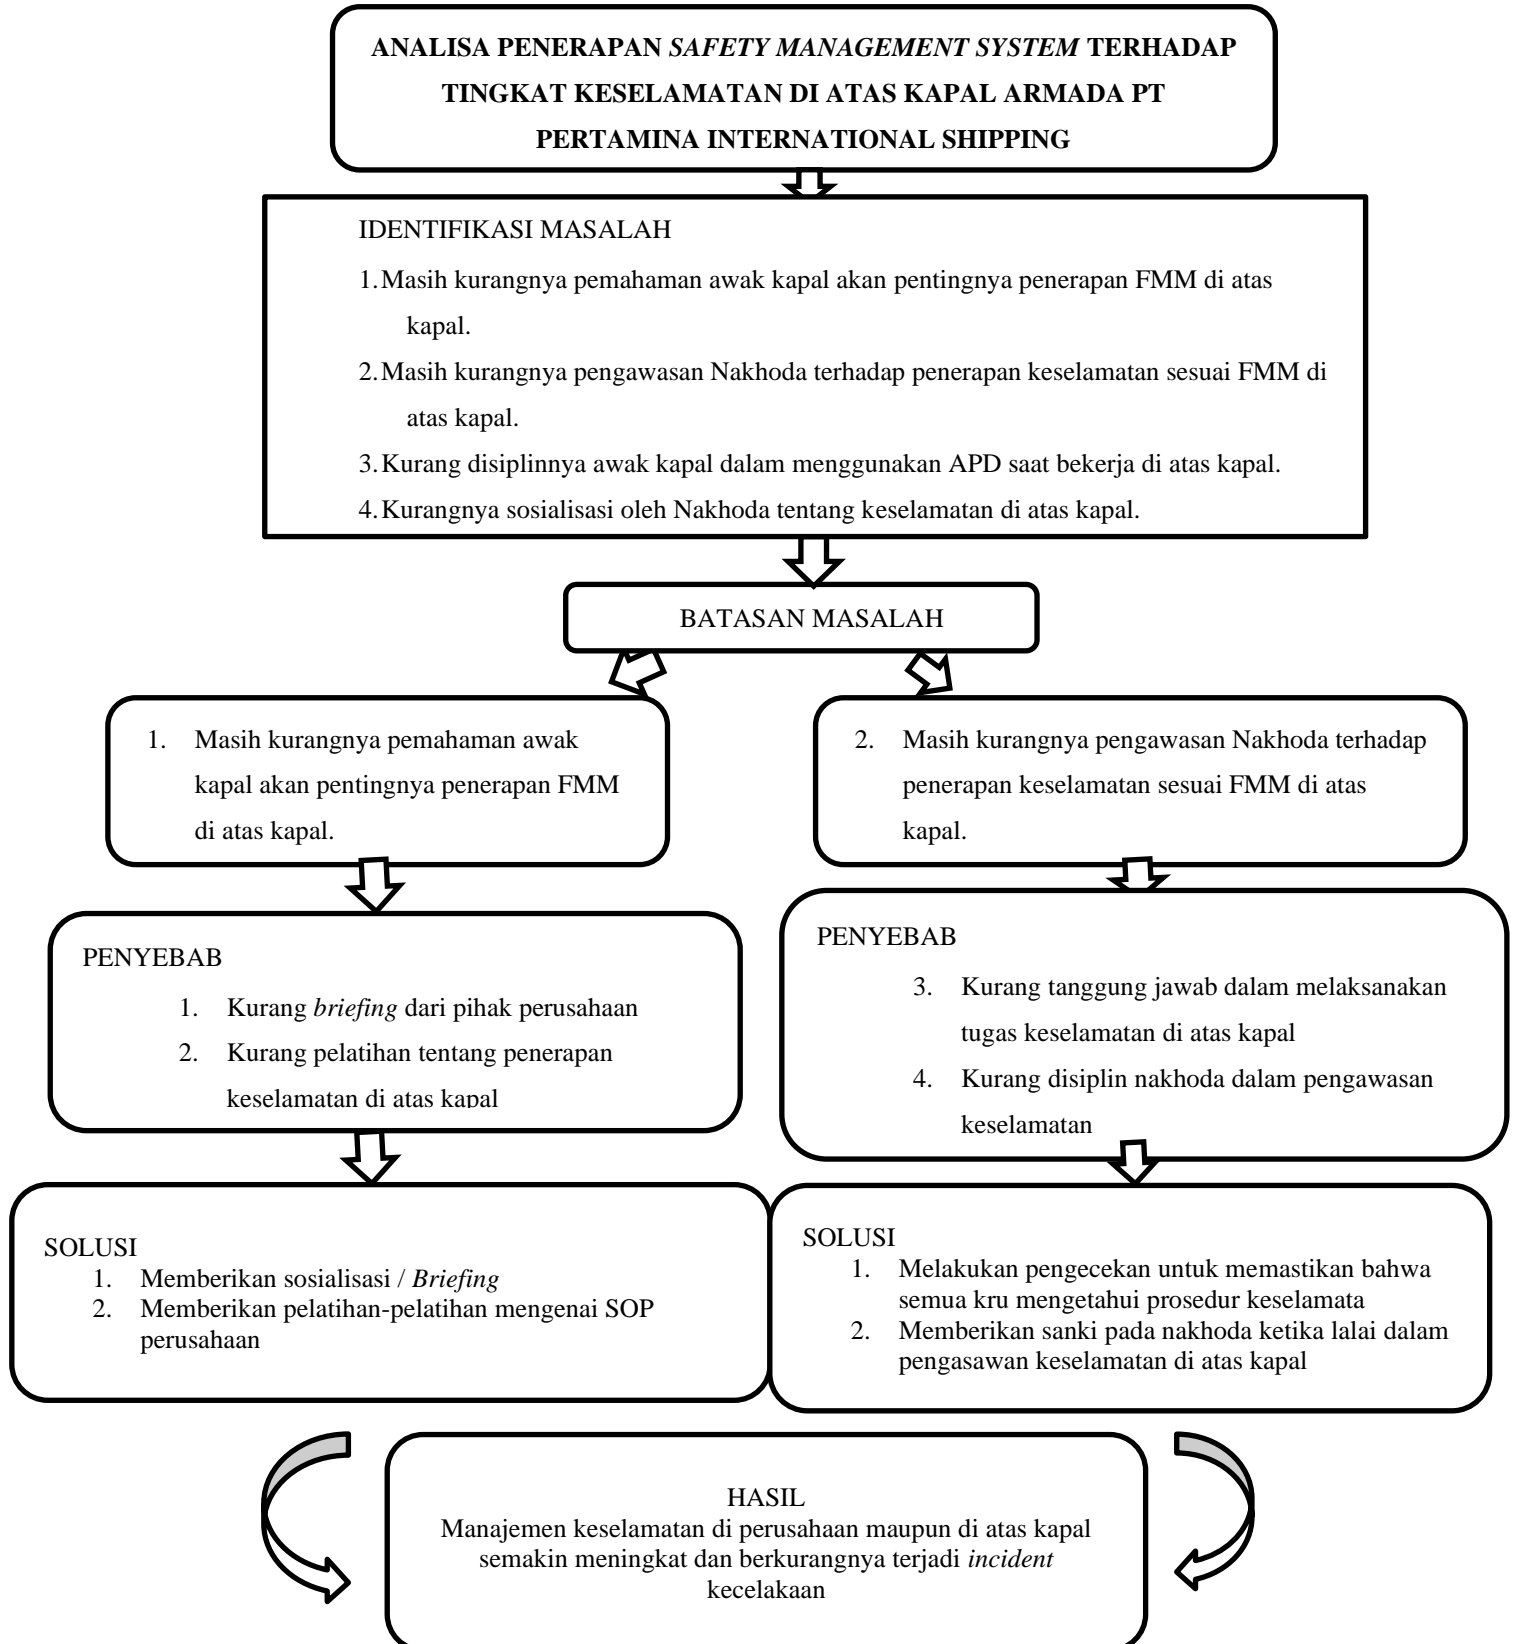 ANALISA PENERAPAN SAFETY MANAGEMENT SYSTEM TERHADAP
TINGKAT KESELAMATAN DI ATAS KAPAL ARMADA PT
PERTAMINA INTERNATIONAL SHIPPING
IDENTIFIKASI MASALAH
1. Masih kurangnya pemahaman awak kapal akan pentingnya penerapan FMM di atas
kapal.
2. Masih kurangnya pengawasan Nakhoda terhadap penerapan keselamatan sesuai FMM di
atas kapal.
3. Kurang disiplinnya awak kapal dalam menggunakan APD saat bekerja di atas kapal.
4. Kurangnya sosialisasi oleh Nakhoda tentang keselamatan di atas kapal.
BATASAN MASALAH
1. Masih kurangnya pemahaman awak
kapal akan pentingnya penerapan FMM
di atas kapal.
2. Masih kurangnya pengawasan Nakhoda terhadap
penerapan keselamatan sesuai FMM di atas
kapal.
PENYEBAB
1. Kurang briefing dari pihak perusahaan
2. Kurang pelatihan tentang penerapan
keselamatan di atas kapal
PENYEBAB
3. Kurang tanggung jawab dalam melaksanakan
tugas keselamatan di atas kapal
4. Kurang disiplin nakhoda dalam pengawasan
keselamatan
SOLUSI
1. Memberikan sosialisasi / Briefing
2. Memberikan pelatihan-pelatihan mengenai SOP
perusahaan
SOLUSI
1. Melakukan pengecekan untuk memastikan bahwa
semua kru mengetahui prosedur keselamata
2. Memberikan sanki pada nakhoda ketika lalai dalam
pengasawan keselamatan di atas kapal
HASIL
Manajemen keselamatan di perusahaan maupun di atas kapal
semakin meningkat dan berkurangnya terjadi incident
kecelakaan